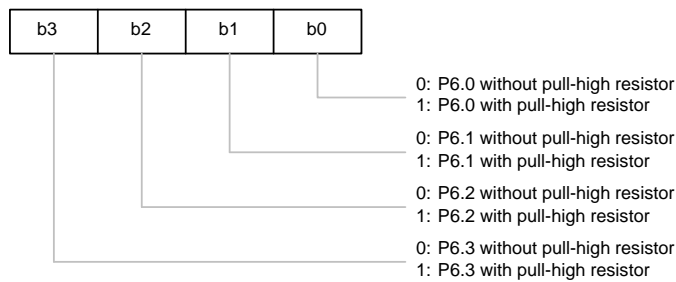 b3 b2 b1 b0
0: P6.0 without pull-high resistor
1: P6.0 with pull-high resistor
0: P6.1 without pull-high resistor
1: P6.1 with pull-high resistor
0: P6.2 without pull-high resistor
1: P6.2 with pull-high resistor
0: P6.3 without pull-high resistor
1: P6.3 with pull-high resistor